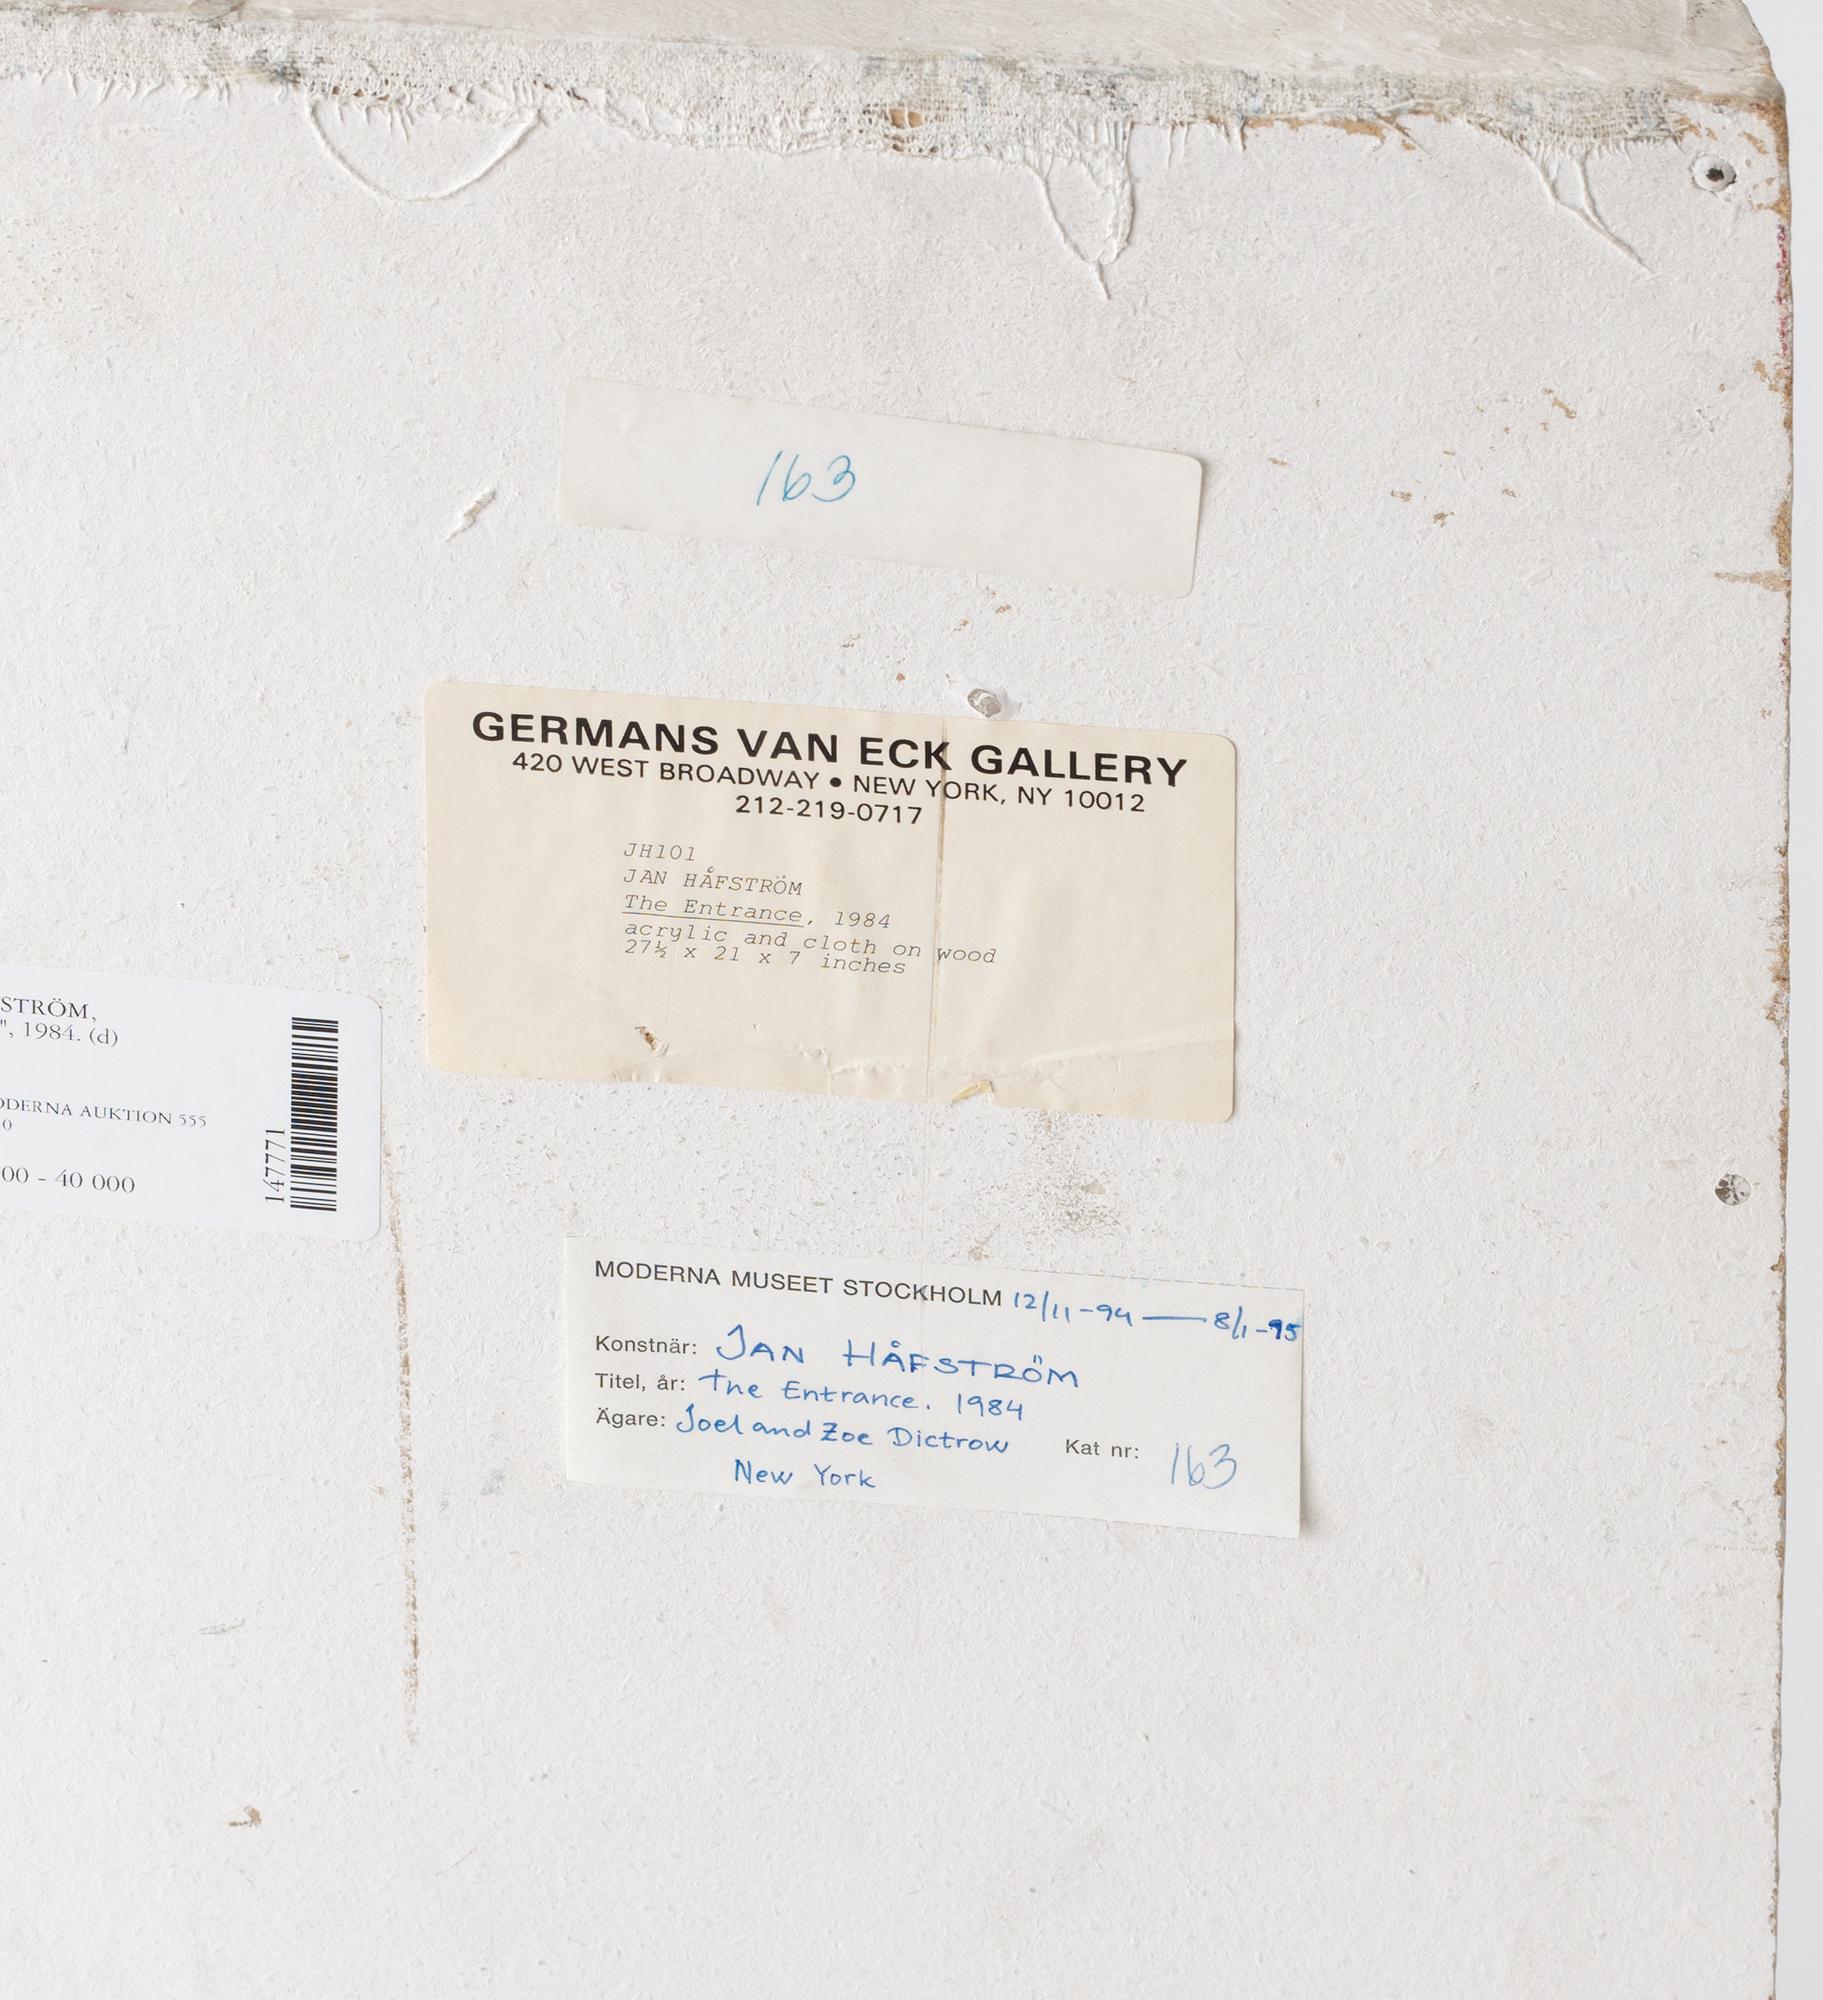 163
GERMANS VAN ECK GALLERY
420 WEST BROADWAY • NEW YORK, NY 10012
212-219-0717
JH101
JAN HÅFSTRÖM
The Entrance, 1984
acrylic and cloth on wood
27½ x 21 x 7 inches
STRÖM,
", 1984. (d)
ODERNA AUKTION 555
0
00 - 40 000
147771
MODERNA MUSEET STOCKHOLM 12/11-94 — 8/1-95
Konstnär: JAN HÅFSTRÖM
Titel, år: The Entrance. 1984
Ägare: Joel and Zoe Dictrow Kat nr: 163
New York